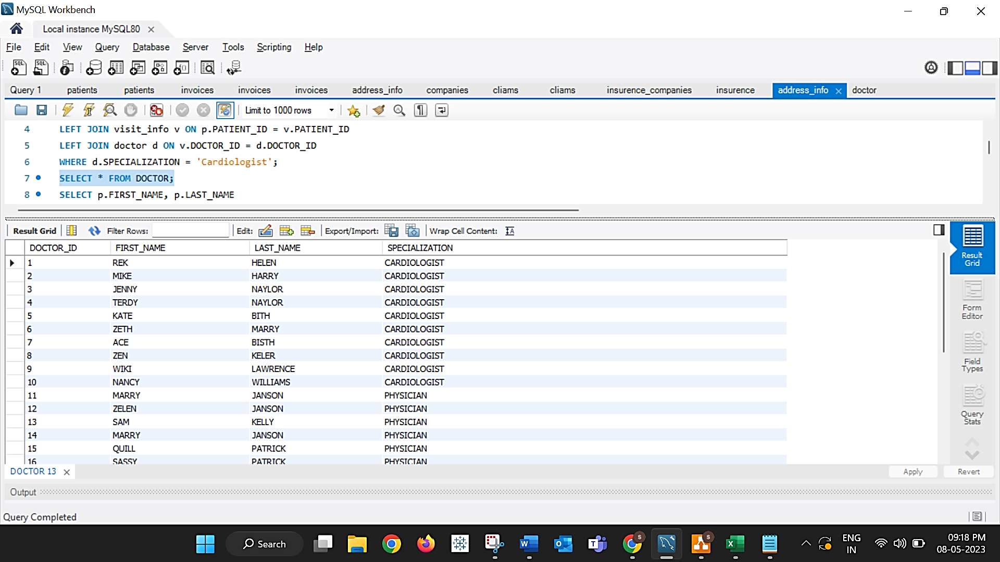 MySQL Workbench
Local instance MySQL80
File Edit View Query Database Server Tools Scripting Help
Query 1 patients patients invoices invoices invoices address_info companies cliams cliams insurence_companies insurence address_info doctor
Limit to 1000 rows
4 LEFT JOIN visit_info v ON p.PATIENT_ID = v.PATIENT_ID
5 LEFT JOIN doctor d ON v.DOCTOR_ID = d.DOCTOR_ID
6 WHERE d.SPECIALIZATION = 'Cardiologist';
7 SELECT * FROM DOCTOR;
8 SELECT p.FIRST_NAME, p.LAST_NAME
Result Grid Filter Rows: Edit: Export/Import: Wrap Cell Content:
DOCTOR_ID FIRST_NAME LAST_NAME SPECIALIZATION
1 REK HELEN CARDIOLOGIST
2 MIKE HARRY CARDIOLOGIST
3 JENNY NAYLOR CARDIOLOGIST
4 TERDY NAYLOR CARDIOLOGIST
5 KATE BITH CARDIOLOGIST
6 ZETH MARRY CARDIOLOGIST
7 ACE BISTH CARDIOLOGIST
8 ZEN KELER CARDIOLOGIST
9 WIKI LAWRENCE CARDIOLOGIST
10 NANCY WILLIAMS CARDIOLOGIST
11 MARRY JANSON PHYSICIAN
12 ZELEN JANSON PHYSICIAN
13 SAM KELLY PHYSICIAN
14 MARRY JANSON PHYSICIAN
15 QUILL PATRICK PHYSICIAN
16 SASSY PATRICK PHYSICIAN
Result
Grid
Form
Editor
Field
Types
Query
Stats
DOCTOR 13
Apply Revert
Output
Query Completed
Search
ENG
IN
09:18 PM
08-05-2023